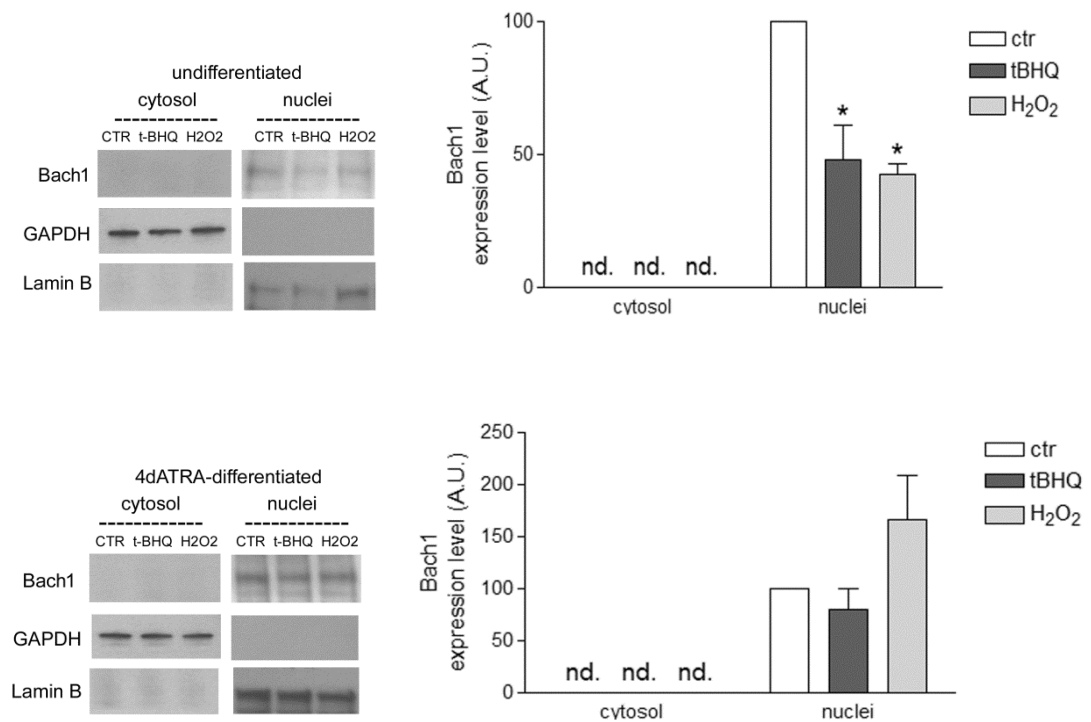 undifferentiated
cytosol nuclei
CTR t-BHQ H2O2 CTR t-BHQ H2O2
Bach1
GAPDH
Lamin B
Bach1
expression level (A.U.)
100
50
0
nd. nd. nd.
* *
cytosol nuclei
ctr
tBHQ
H₂O₂
4dATRA-differentiated
cytosol nuclei
CTR t-BHQ H2O2 CTR t-BHQ H2O2
Bach1
GAPDH
Lamin B
Bach1
expression level (A.U.)
250
200
150
100
50
0
nd. nd. nd.
cytosol nuclei
ctr
tBHQ
H₂O₂